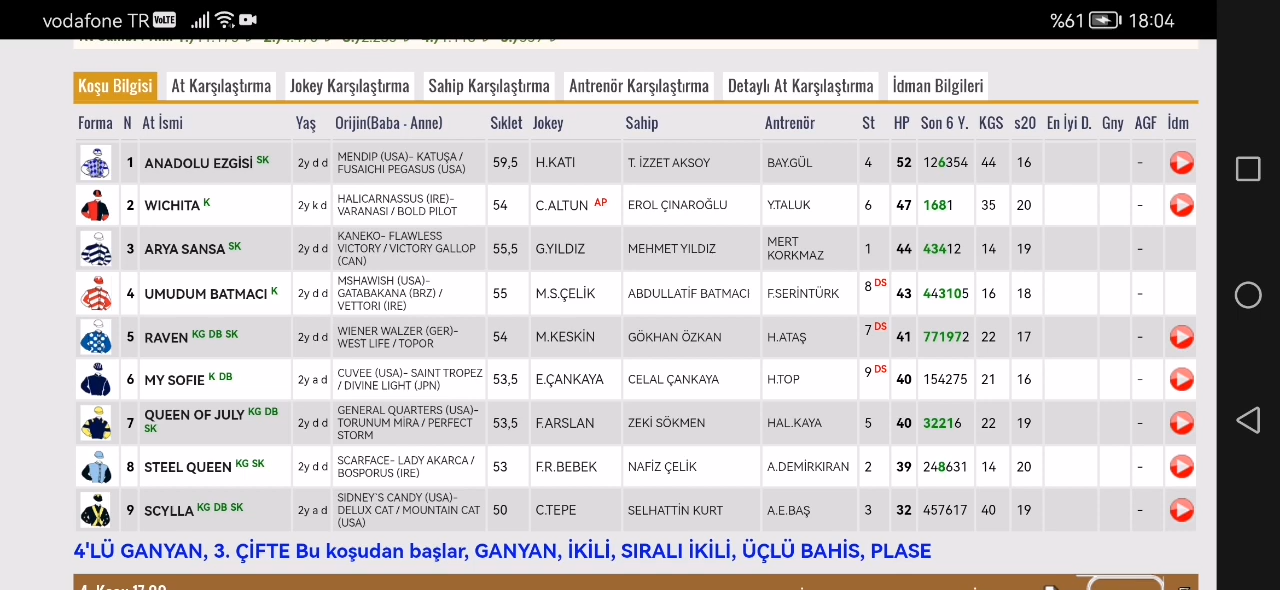 vodafone TR VoLTE %61 18:04
Koşu Bilgisi At Karşılaştırma Jokey Karşılaştırma Sahip Karşılaştırma Antrenör Karşılaştırma Detaylı At Karşılaştırma İdman Bilgileri
Forma N At İsmi Yaş Orijin(Baba - Anne) Sıklet Jokey Sahip Antrenör St HP Son 6 Y. KGS s20 En İyi D. Gny AGF İdm
1 ANADOLU EZGİSİ SK 2y d d MENDIP (USA)- KATUŞA / FUSAICHI PEGASUS (USA) 59,5 H.KATI T. İZZET AKSOY BAY.GÜL 4 52 126354 44 16 -
2 WICHITA K 2y k d HALICARNASSUS (IRE)- VARANASI / BOLD PILOT 54 C.ALTUN AP EROL ÇINAROĞLU Y.TALUK 6 47 1681 35 20 -
3 ARYA SANSA SK 2y d d KANEKO- FLAWLESS VICTORY / VICTORY GALLOP (CAN) 55,5 G.YILDIZ MEHMET YILDIZ MERT KORKMAZ 1 44 43412 14 19 -
4 UMUDUM BATMACI K 2y d d MSHAWISH (USA)- GATABAKANA (BRZ) / VETTORI (IRE) 55 M.S.ÇELİK ABDULLATİF BATMACI F.SERİNTÜRK 8 DS 43 443105 16 18 -
5 RAVEN KG DB SK 2y d d WIENER WALZER (GER)- WEST LIFE / TOPOR 54 M.KESKİN GÖKHAN ÖZKAN H.ATAŞ 7 DS 41 771972 22 17 -
6 MY SOFIE K DB 2y a d CUVEE (USA)- SAINT TROPEZ / DIVINE LIGHT (JPN) 53,5 E.ÇANKAYA CELAL ÇANKAYA H.TOP 9 DS 40 154275 21 16 -
7 QUEEN OF JULY KG DB SK 2y d d GENERAL QUARTERS (USA)- TORUNUM MİRA / PERFECT STORM 53,5 F.ARSLAN ZEKİ SÖKMEN HAL.KAYA 5 40 32216 22 19 -
8 STEEL QUEEN KG SK 2y d d SCARFACE- LADY AKARCA / BOSPORUS (IRE) 53 F.R.BEBEK NAFİZ ÇELİK A.DEMİRKIRAN 2 39 248631 14 20 -
9 SCYLLA KG DB SK 2y a d SIDNEY`S CANDY (USA)- DELUX CAT / MOUNTAIN CAT (USA) 50 C.TEPE SELHATTİN KURT A.E.BAŞ 3 32 457617 40 19 -
4'LÜ GANYAN, 3. ÇİFTE Bu koşudan başlar, GANYAN, İKİLİ, SIRALI İKİLİ, ÜÇLÜ BAHİS, PLASE